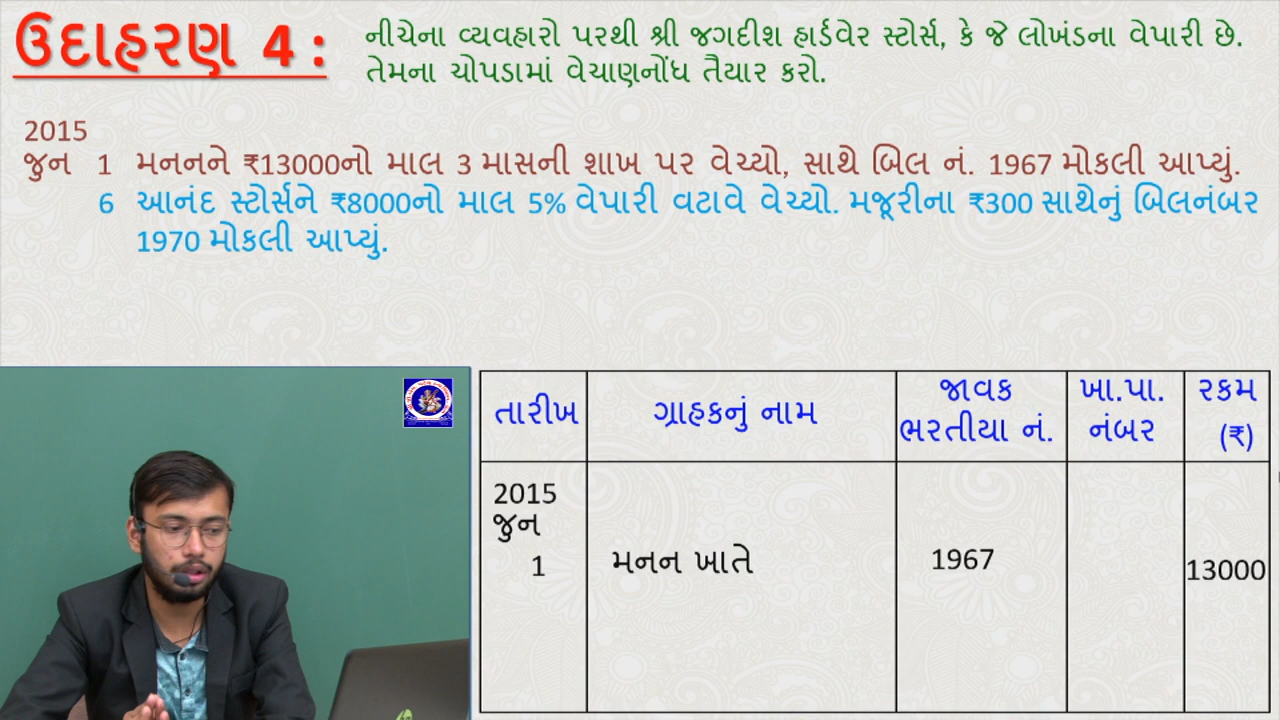 ઉદાહરણ 4 :
નીચેના વ્યવહારો પરથી શ્રી જગદીશ હાર્ડવેર સ્ટોર્સ, કે જે લોખંડના વેપારી છે.
તેમના ચોપડામાં વેચાણનોંધ તૈયાર કરો.
2015
જુન 1 મનનને ₹13000નો માલ 3 માસની શાખ પર વેચ્યો, સાથે બિલ નં. 1967 મોકલી આપ્યું.
6 આનંદ સ્ટોર્સને ₹8000નો માલ 5% વેપારી વટાવે વેચ્યો. મજૂરીના ₹300 સાથેનું બિલનંબર
1970 મોકલી આપ્યું.
તારીખ ગ્રાહકનું નામ જાવક ભરતીયા નં. ખા.પા. નંબર રકમ (₹)
2015
જુન
1 મનન ખાતે 1967 13000